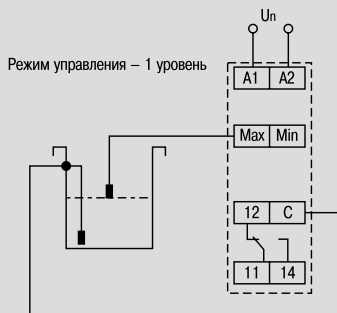 Un
Режим управления – 1 уровень
A1 A2
Max Min
12 C
11 14